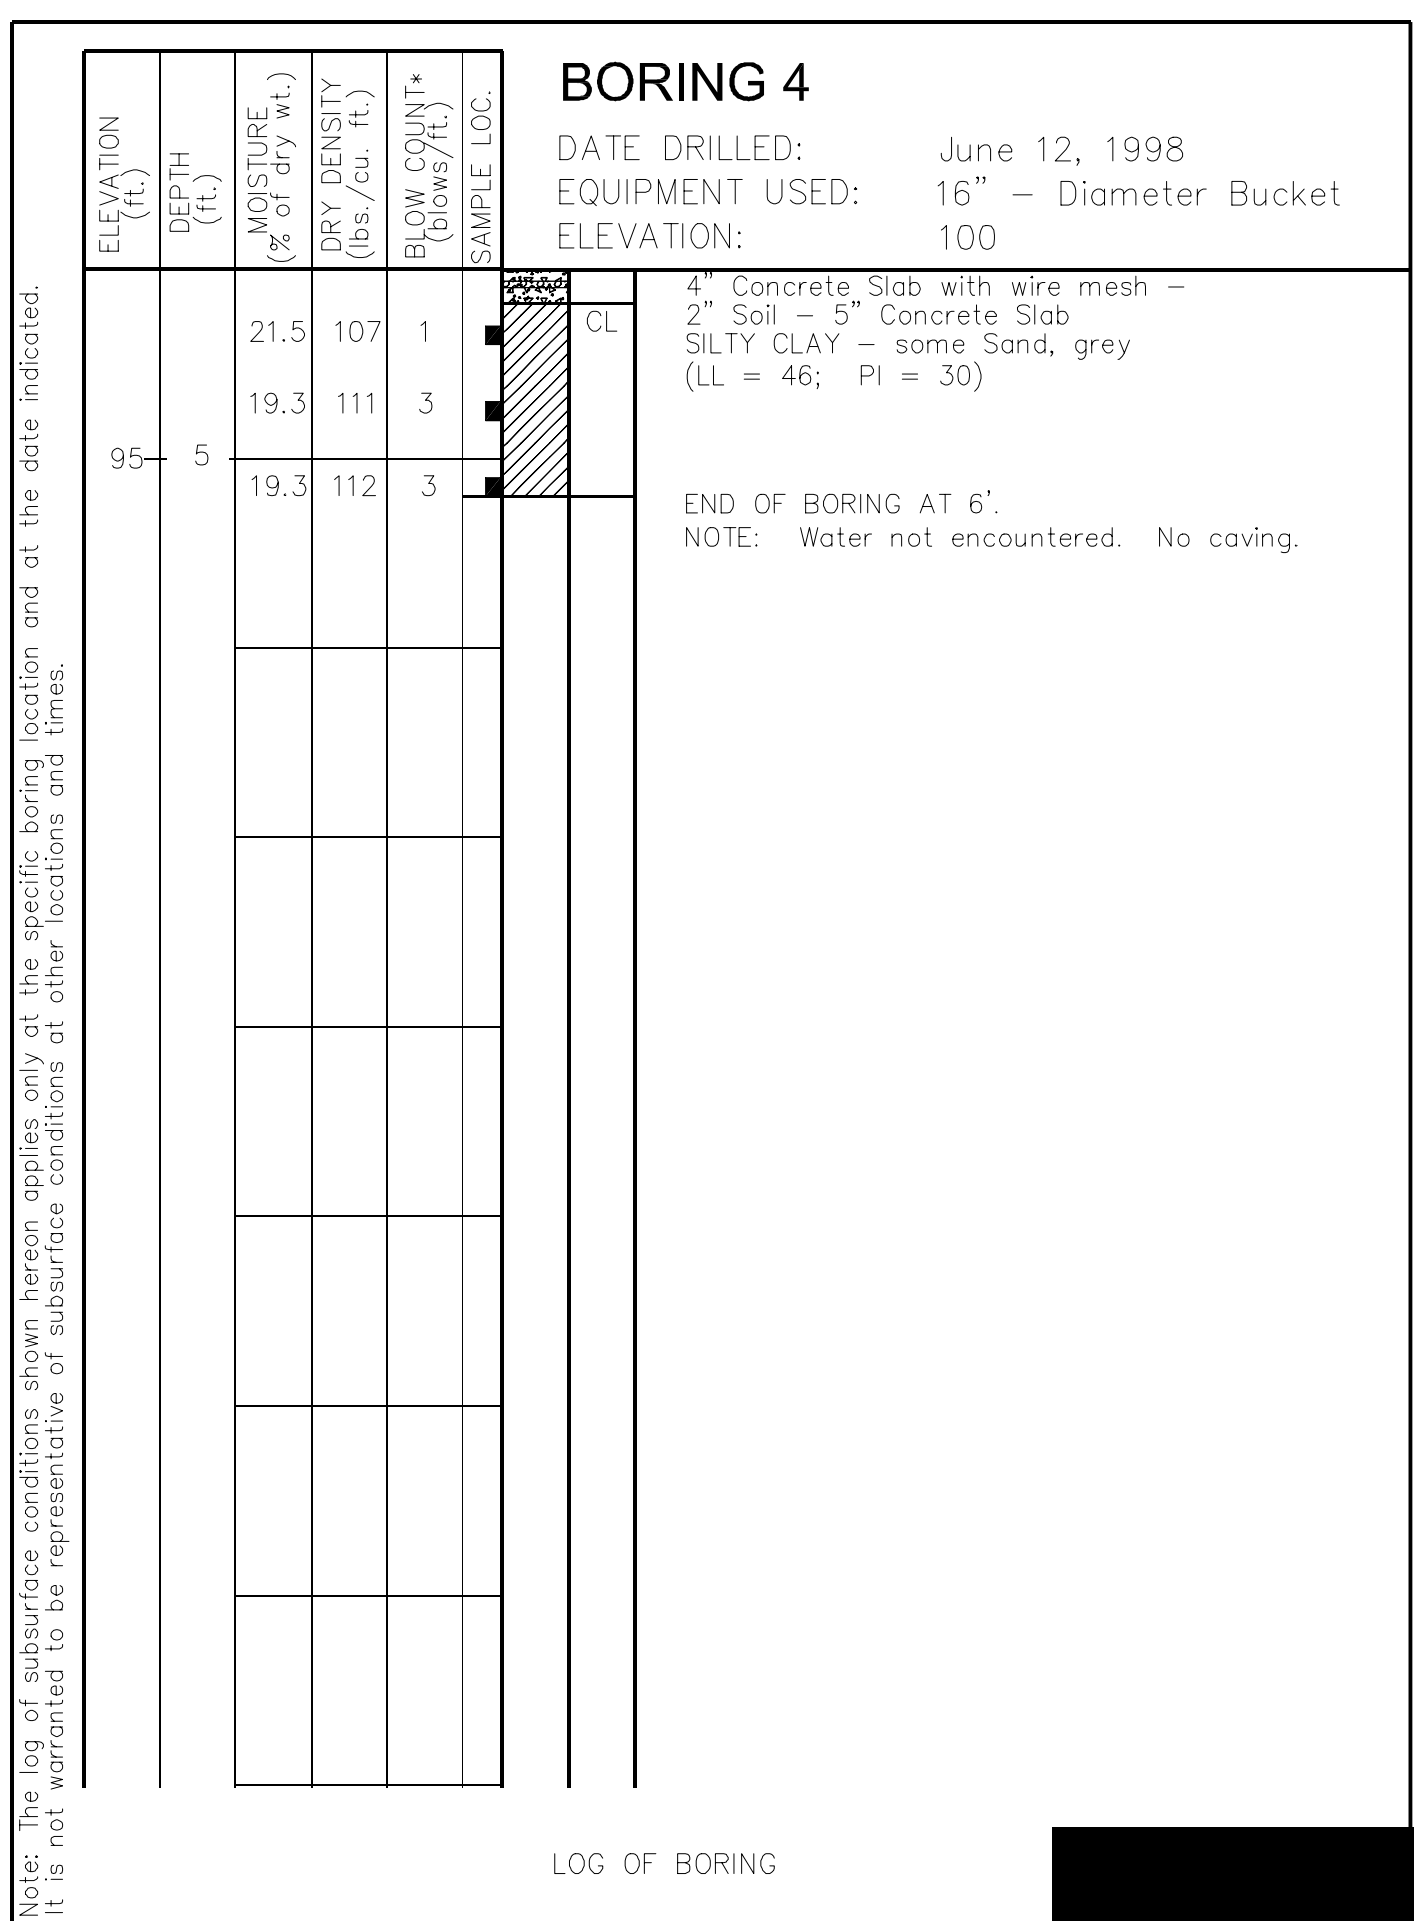 BORING 4
DATE DRILLED: June 12, 1998
EQUIPMENT USED: 16" - Diameter Bucket
ELEVATION: 100
ELEVATION
(ft.)
DEPTH
(ft.)
MOISTURE
(% of dry wt.)
DRY DENSITY
(lbs./cu. ft.)
BLOW COUNT*
(blows/ft.)
SAMPLE LOC.
4" Concrete Slab with wire mesh -
2" Soil - 5" Concrete Slab
21.5 107 1 CL
SILTY CLAY - some Sand, grey
(LL = 46; PI = 30)
19.3 111 3
95 5
19.3 112 3
END OF BORING AT 6'.
NOTE: Water not encountered. No caving.
Note: The log of subsurface conditions shown hereon applies only at the specific boring location and at the date indicated.
It is not warranted to be representative of subsurface conditions at other locations and times.
LOG OF BORING